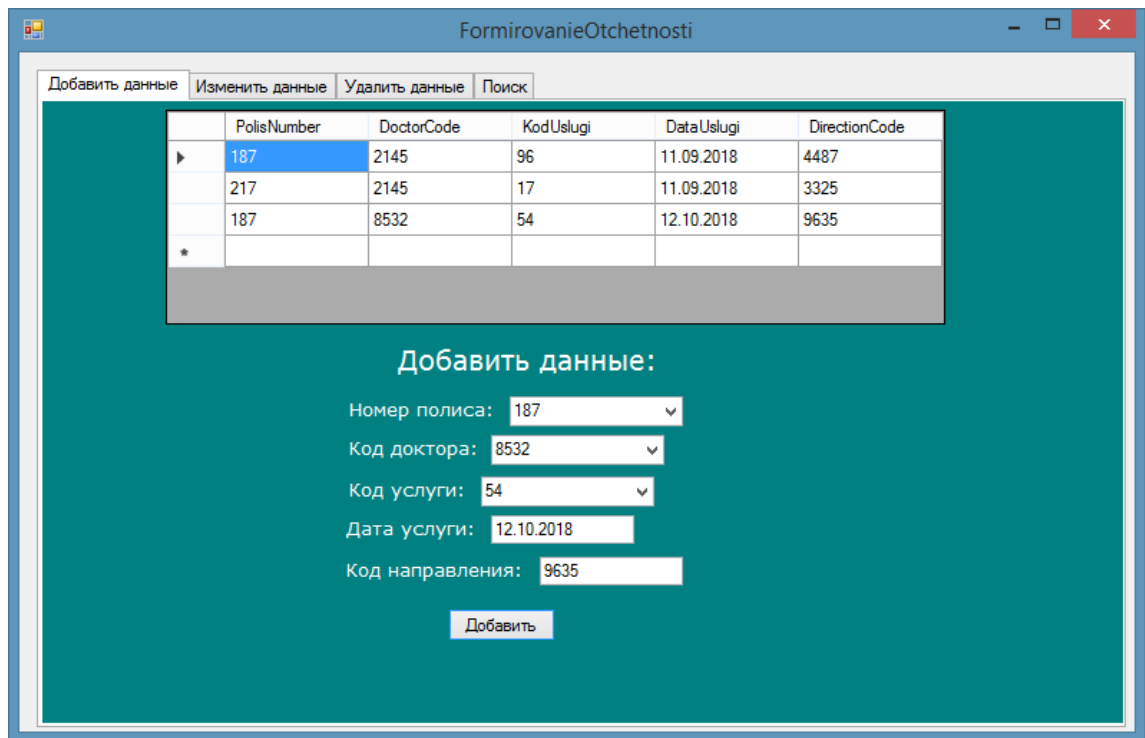 FormirovanieOtchetnosti
Добавить данные Изменить данные Удалить данные Поиск
PolisNumber DoctorCode KodUslugi DataUslugi DirectionCode
187 2145 96 11.09.2018 4487
217 2145 17 11.09.2018 3325
187 8532 54 12.10.2018 9635
Добавить данные:
Номер полиса: 187
Код доктора: 8532
Код услуги: 54
Дата услуги: 12.10.2018
Код направления: 9635
Добавить